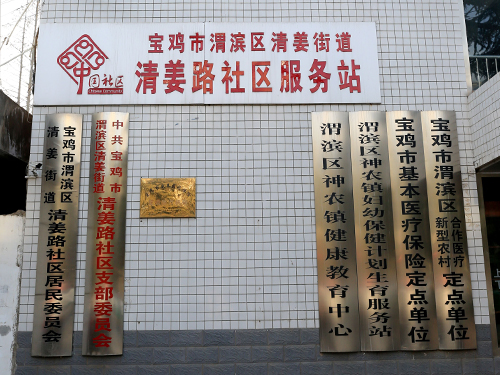 宝鸡市渭滨区清姜街道
清姜路社区服务站
中国社区
宝鸡市渭滨区
清姜街道
清姜路社区居民委员会
中共宝鸡市
渭滨区清姜街道
清姜路社区支部委员会
渭滨区神农镇健康教育中心
渭滨区神农镇妇幼保健计划生育服务站
宝鸡市基本医疗保险定点单位
宝鸡市渭滨区
新型农村
合作医疗
定点单位